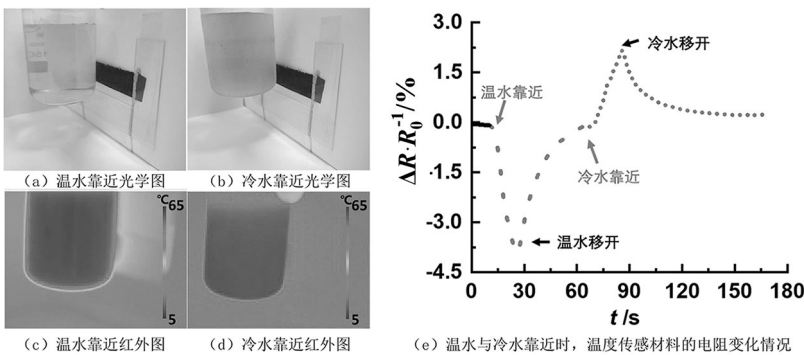 （a）温水靠近光学图
（b）冷水靠近光学图
℃
65
5
（c）温水靠近红外图
℃
65
5
（d）冷水靠近红外图
ΔR·R₀⁻¹/%
3.0
1.5
0.0
-1.5
-3.0
-4.5
冷水移开
温水靠近
冷水靠近
温水移开
0 30 60 90 120 150 180
t /s
（e）温水与冷水靠近时，温度传感材料的电阻变化情况